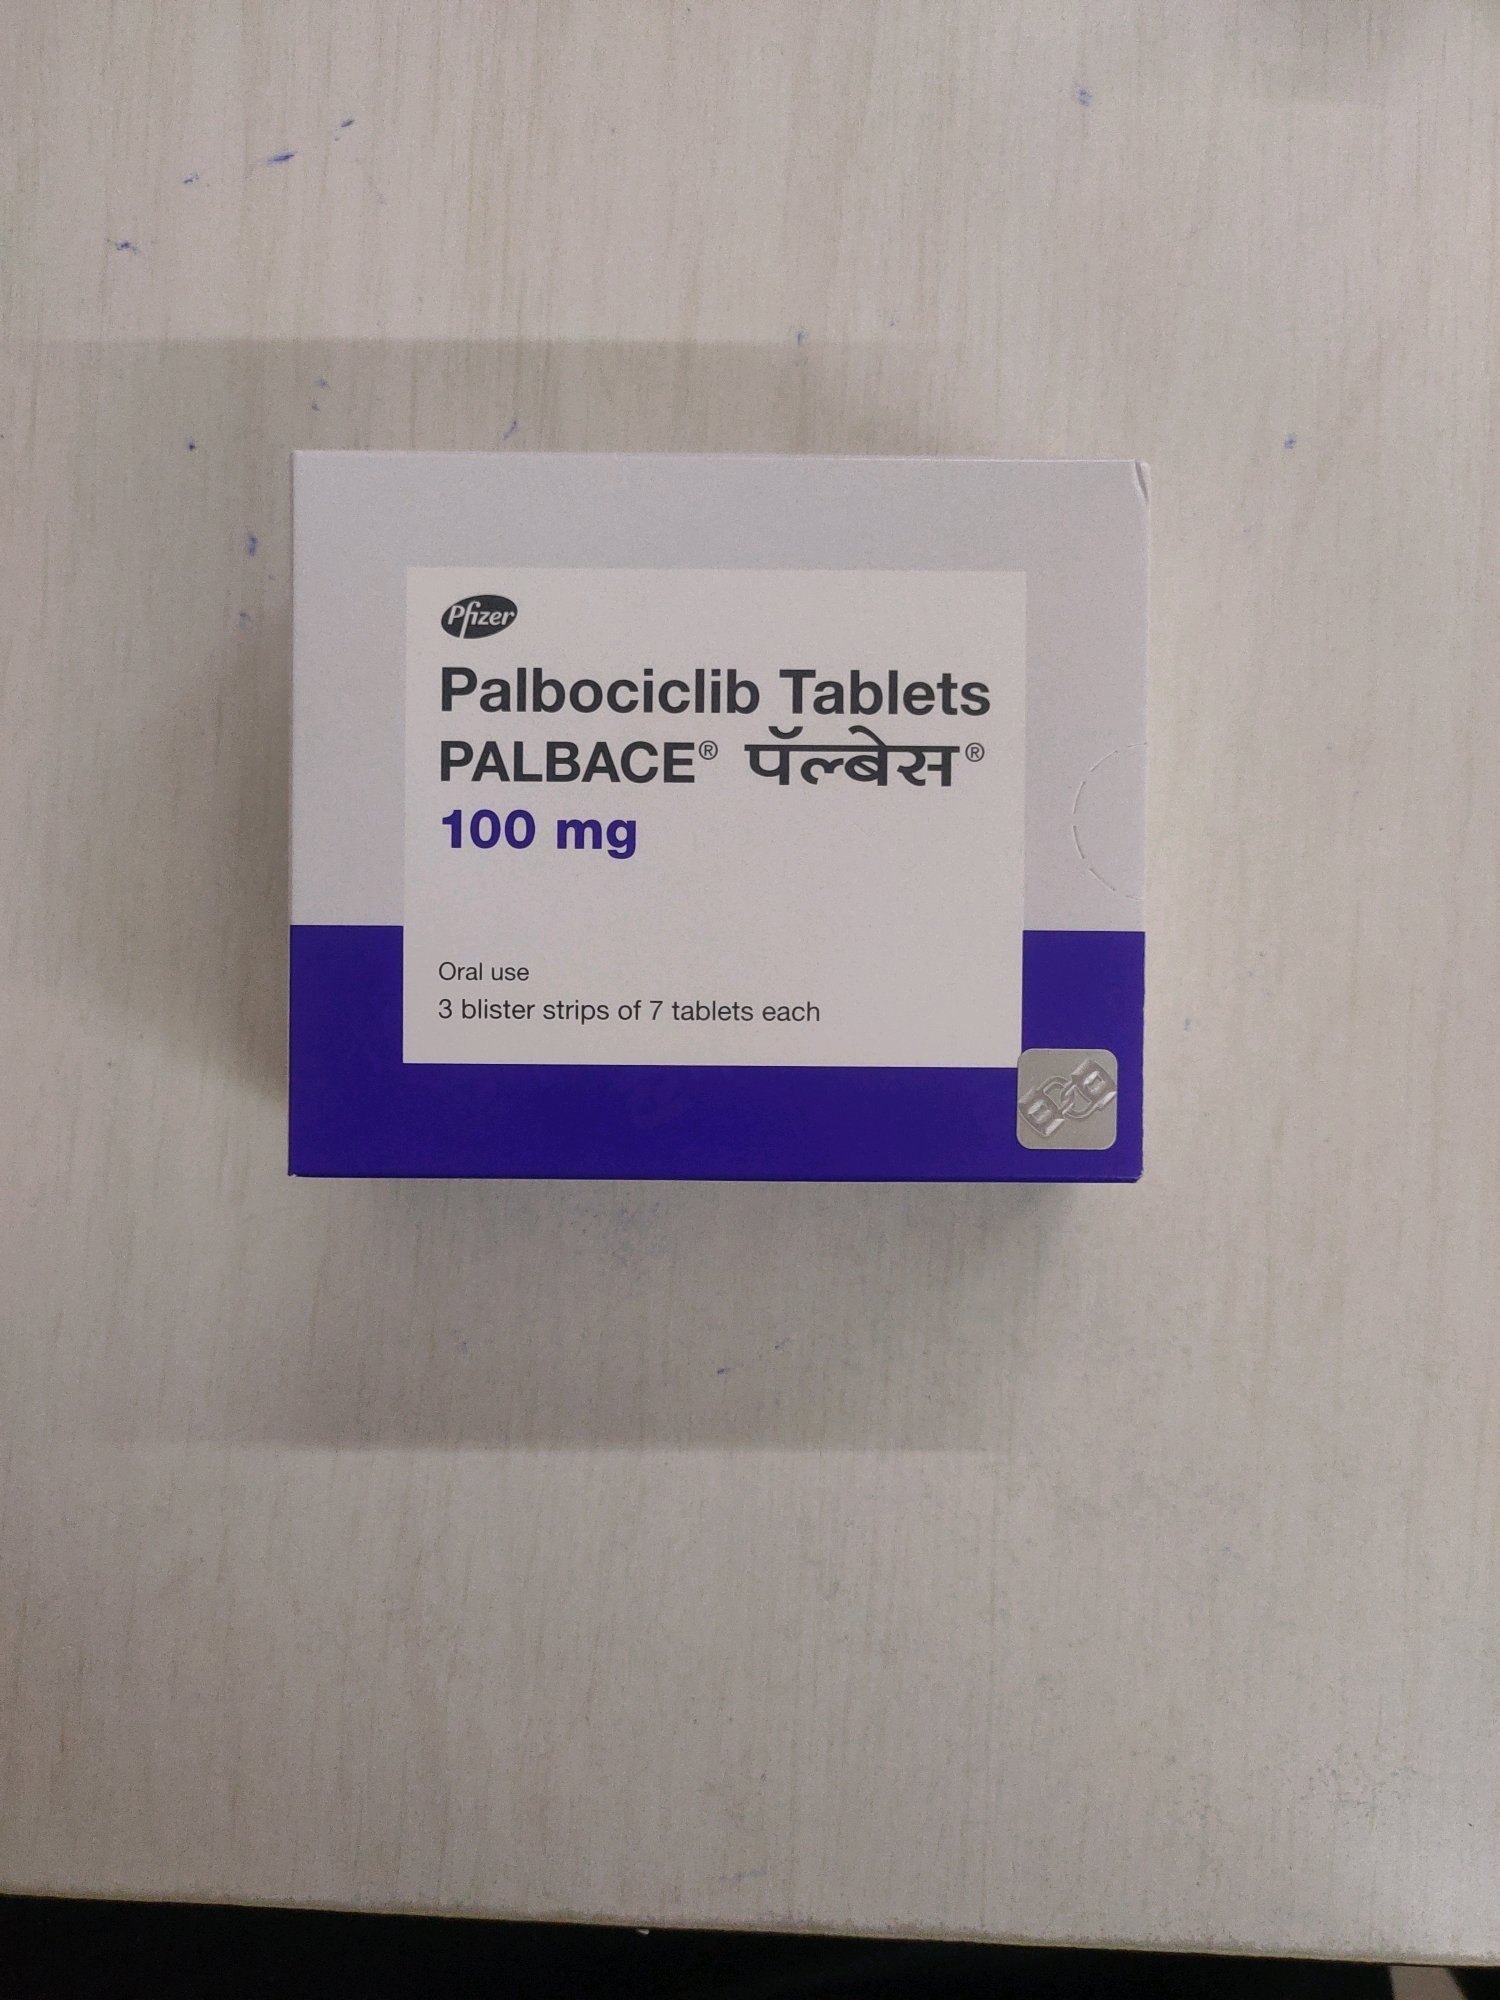 Pfizer
Palbociclib Tablets
PALBACE® पॅल्बेस®
100 mg
Oral use
3 blister strips of 7 tablets each